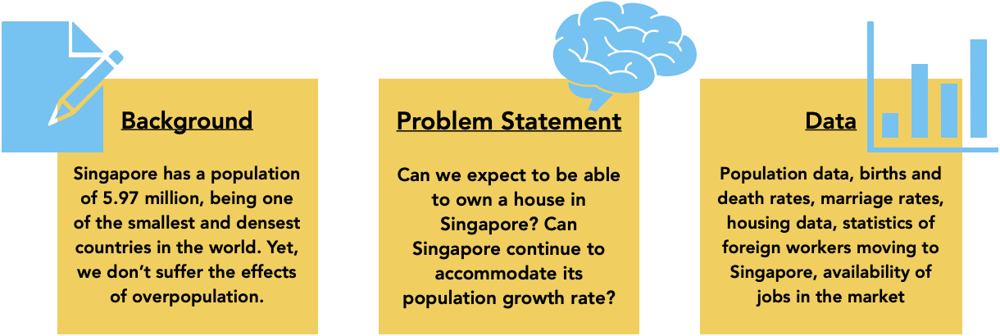 Background
Singapore has a population
of 5.97 million, being one
of the smallest and densest
countries in the world. Yet,
we don’t suffer the effects
of overpopulation.
Problem Statement
Can we expect to be able
to own a house in
Singapore? Can
Singapore continue to
accommodate its
population growth rate?
Data
Population data, births and
death rates, marriage rates,
housing data, statistics of
foreign workers moving to
Singapore, availability of
jobs in the market